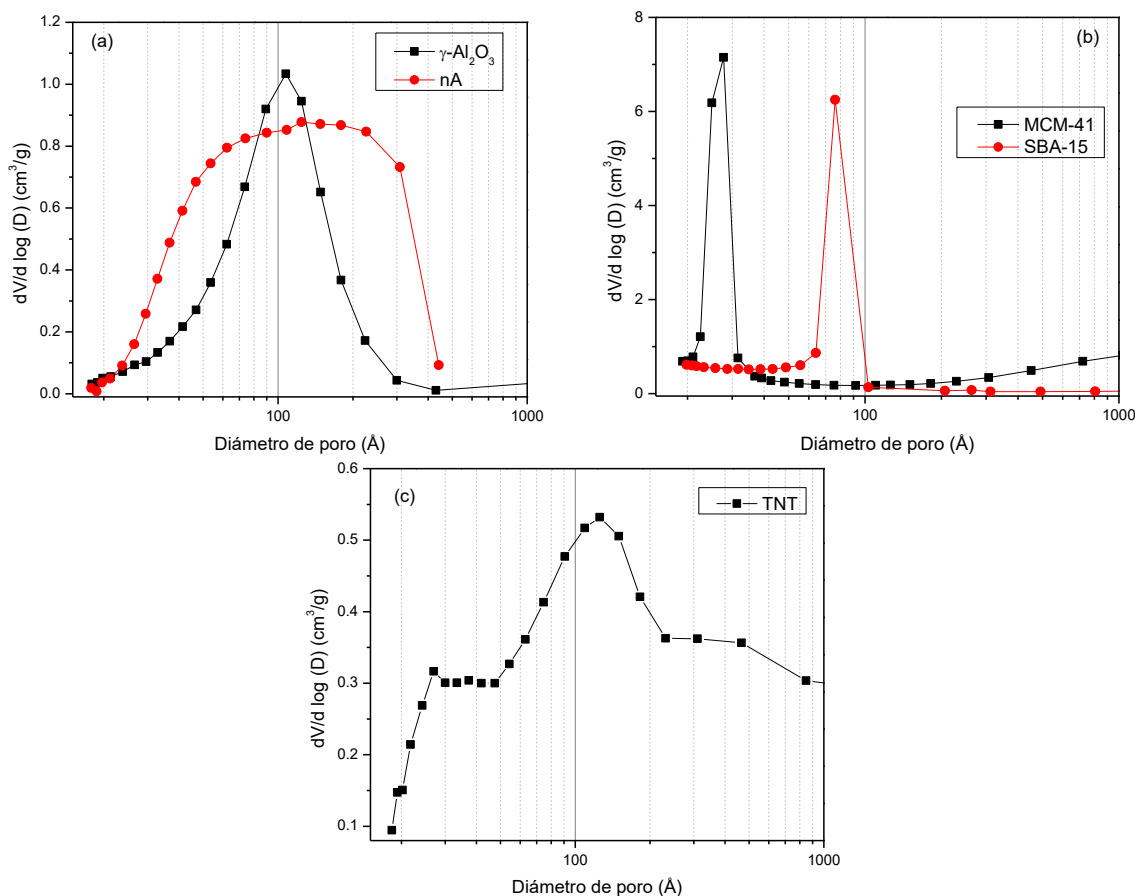 (a)
γ-Al₂O₃
nA
1.2
1.0
0.8
0.6
0.4
0.2
0.0
dV/d log (D) (cm³/g)
100
1000
Diámetro de poro (Å)
(b)
MCM-41
SBA-15
8
6
4
2
0
dV/d log (D) (cm³/g)
100
1000
Diámetro de poro (Å)
(c)
TNT
0.6
0.5
0.4
0.3
0.2
0.1
dV/d log (D) (cm³/g)
100
1000
Diámetro de poro (Å)